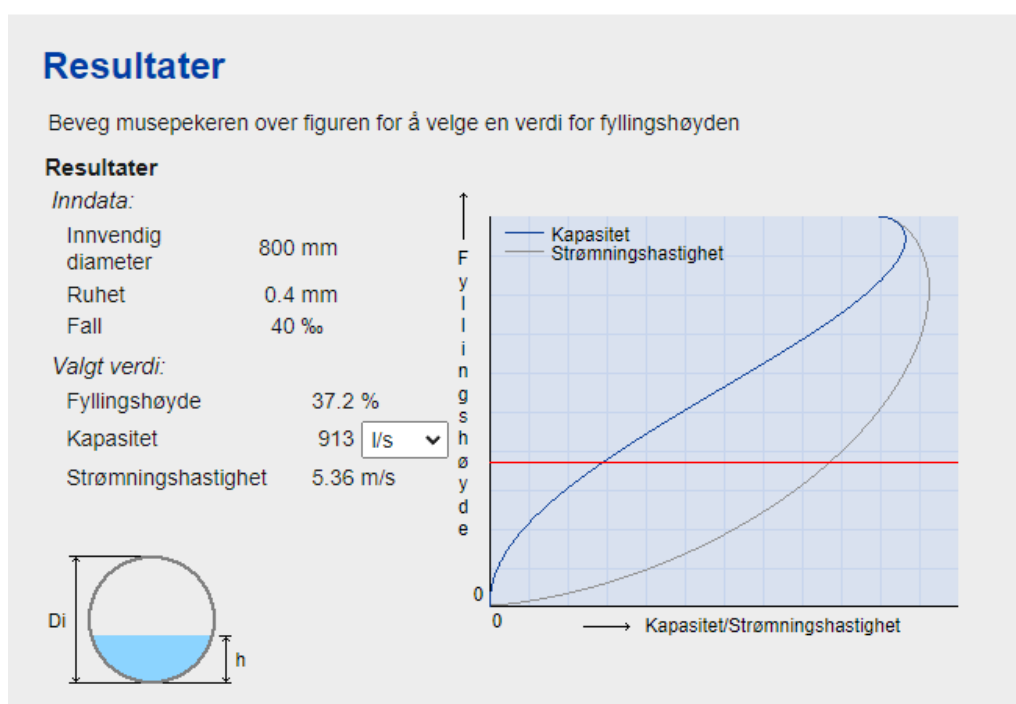 Resultater
Beveg musepekeren over figuren for å velge en verdi for fyllingshøyden
Resultater
Inndata:
Innvendig
diameter
800 mm
Ruhet 0.4 mm
Fall 40 ‰
Valgt verdi:
Fyllingshøyde 37.2 %
Kapasitet 913 l/s
Strømningshastighet 5.36 m/s
Di
h
Fyllingshøyde
Kapasitet
Strømningshastighet
0
0
Kapasitet/Strømningshastighet